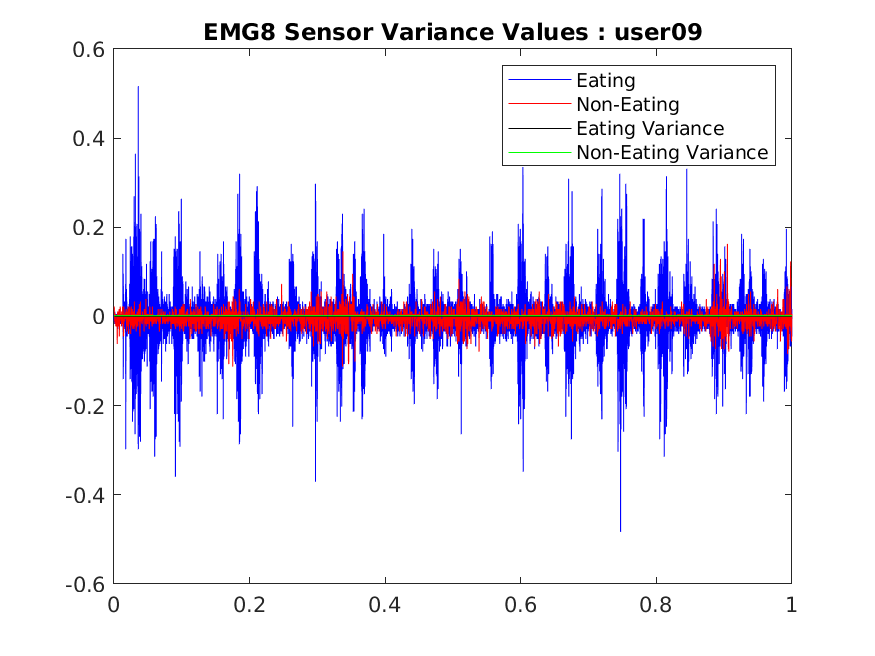 EMG8 Sensor Variance Values : user09
0.6
0.4
0.2
0
-0.2
-0.4
-0.6
Eating
Non-Eating
Eating Variance
Non-Eating Variance
0 0.2 0.4 0.6 0.8 1